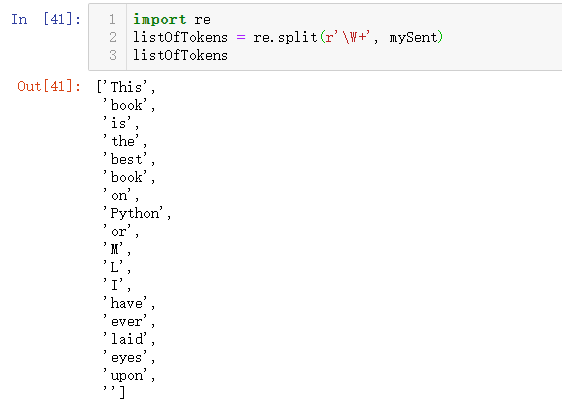 In [41]:
1 import re
2 listOfTokens = re.split(r'\W+', mySent)
3 listOfTokens
Out[41]: ['This',
'book',
'is',
'the',
'best',
'book',
'on',
'Python',
'or',
'M',
'L',
'I',
'have',
'ever',
'laid',
'eyes',
'upon',
'']